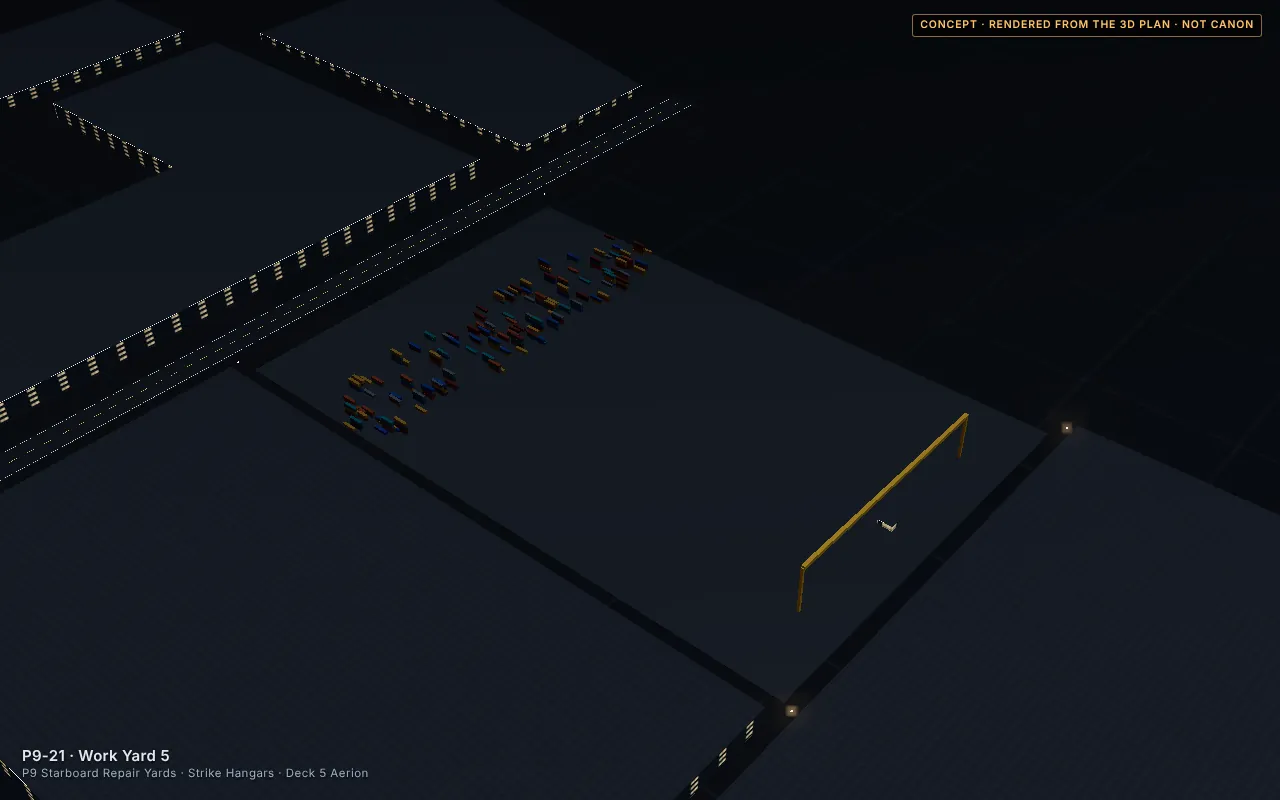 CONCEPT · RENDERED FROM THE 3D PLAN · NOT CANON
P9-21 · Work Yard 5
P9 Starboard Repair Yards · Strike Hangars · Deck 5 Aerion